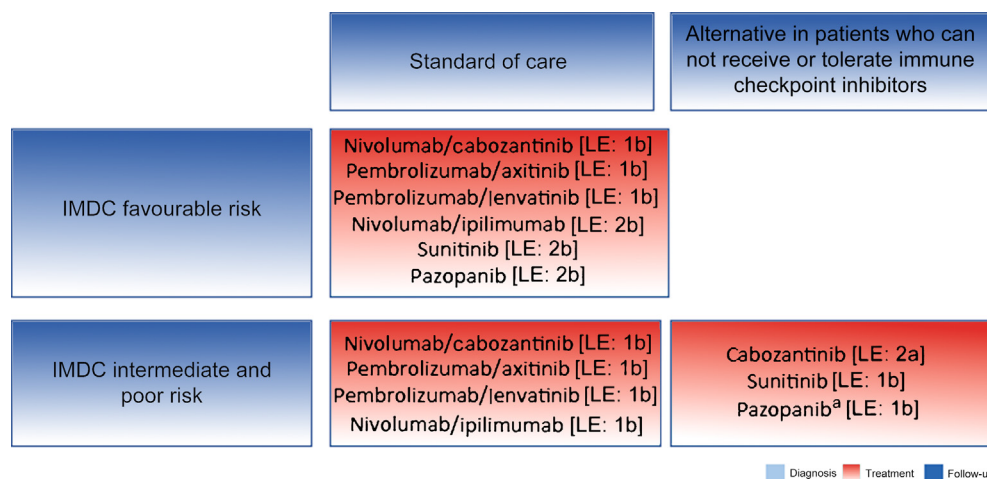 Standard of care
Alternative in patients who can
not receive or tolerate immune
checkpoint inhibitors
IMDC favourable risk
Nivolumab/cabozantinib [LE: 1b]
Pembrolizumab/axitinib [LE: 1b]
Pembrolizumab/lenvatinib [LE: 1b]
Nivolumab/ipilimumab [LE: 2b]
Sunitinib [LE: 2b]
Pazopanib [LE: 2b]
IMDC intermediate and
poor risk
Nivolumab/cabozantinib [LE: 1b]
Pembrolizumab/axitinib [LE: 1b]
Pembrolizumab/lenvatinib [LE: 1b]
Nivolumab/ipilimumab [LE: 1b]
Cabozantinib [LE: 2a]
Sunitinib [LE: 1b]
Pazopanibᵃ [LE: 1b]
Diagnosis Treatment Follow-u